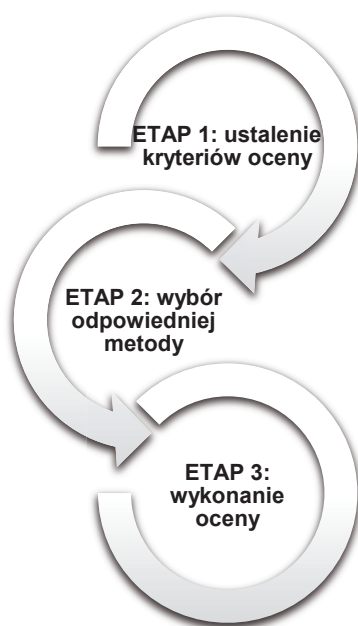 ETAP 1: ustalenie
kryteriów oceny
ETAP 2: wybór
odpowiedniej
metody
ETAP 3:
wykonanie
oceny